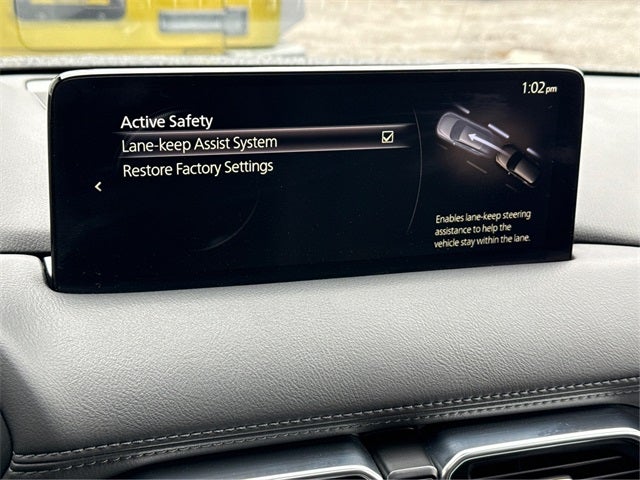 1:02pm
Active Safety
Lane-keep Assist System
Restore Factory Settings
Enables lane-keep steering
assistance to help the
vehicle stay within the lane.